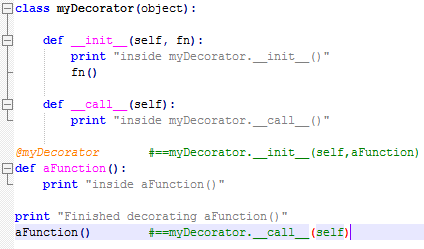 class myDecorator(object):
def __init__(self, fn):
print "inside myDecorator.__init__()"
fn()
def __call__(self):
print "inside myDecorator.__call__()"
@myDecorator #==myDecorator.__init__(self,aFunction)
def aFunction():
print "inside aFunction()"
print "Finished decorating aFunction()"
aFunction() #==myDecorator.__call__(self)